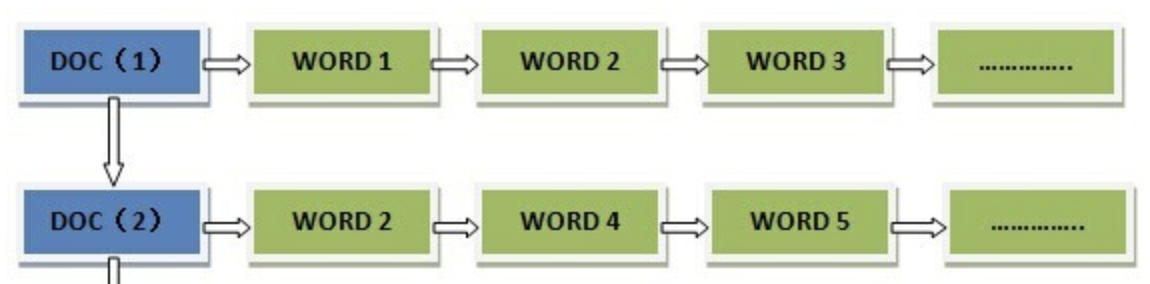 DOC（1） WORD 1 WORD 2 WORD 3 …………..
DOC（2） WORD 2 WORD 4 WORD 5 …………..